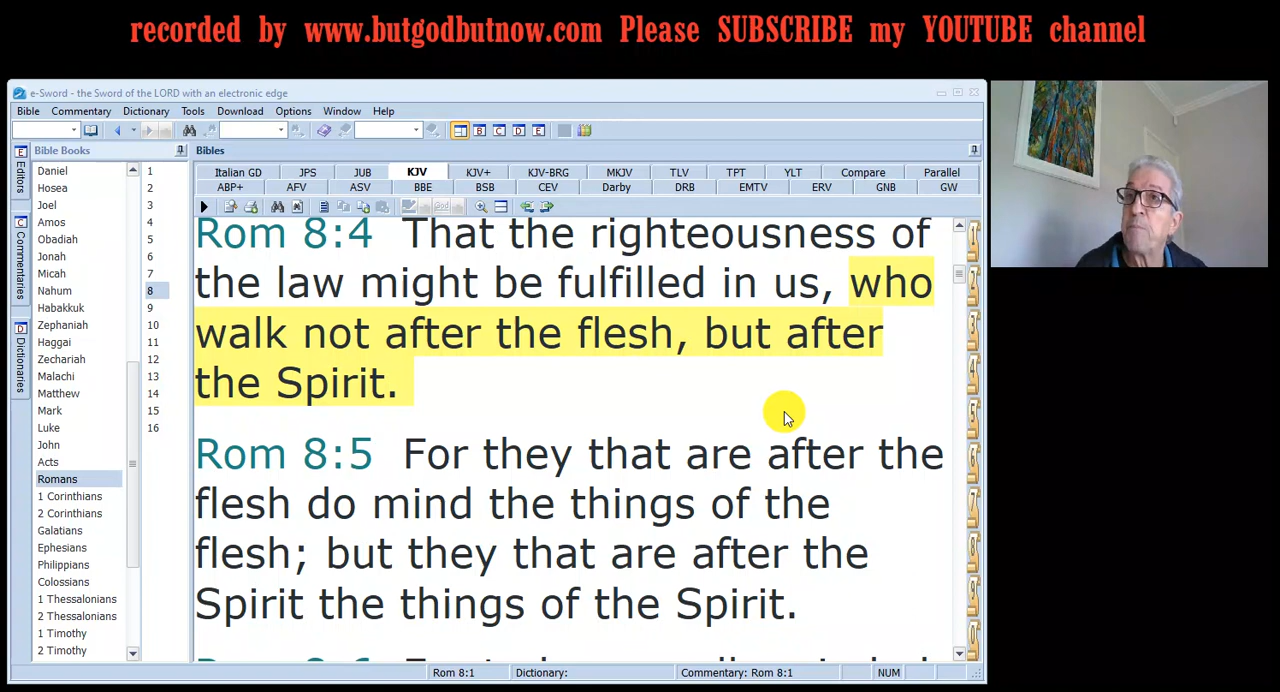 recorded by www.butgodbutnow.com Please SUBSCRIBE my YOUTUBE channel
e-Sword - the Sword of the LORD with an electronic edge
Bible Commentary Dictionary Tools Download Options Window Help
B C D E
Editors
Commentaries
Dictionaries
Bible Books
Daniel
Hosea
Joel
Amos
Obadiah
Jonah
Micah
Nahum
Habakkuk
Zephaniah
Haggai
Zechariah
Malachi
Matthew
Mark
Luke
John
Acts
Romans
1 Corinthians
2 Corinthians
Galatians
Ephesians
Philippians
Colossians
1 Thessalonians
2 Thessalonians
1 Timothy
2 Timothy
1
2
3
4
5
6
7
8
9
10
11
12
13
14
15
16
Bibles
Italian GD JPS JUB KJV KJV+ KJV-BRG MKJV TLV TPT YLT Compare Parallel
ABP+ AFV ASV BBE BSB CEV Darby DRB EMTV ERV GNB GW
Rom 8:4 That the righteousness of
the law might be fulfilled in us, who
walk not after the flesh, but after
the Spirit.
Rom 8:5 For they that are after the
flesh do mind the things of the
flesh; but they that are after the
Spirit the things of the Spirit.
Rom 8:1 Dictionary: Commentary: Rom 8:1 NUM